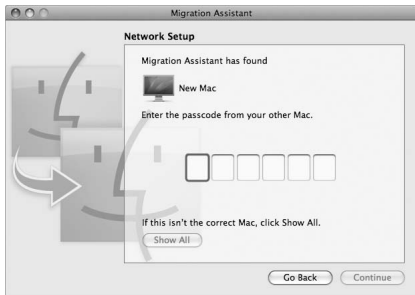 Migration Assistant
Network Setup
Migration Assistant has found
New Mac
Enter the passcode from your other Mac.
If this isn't the correct Mac, click Show All.
Show All
Go Back
Continue